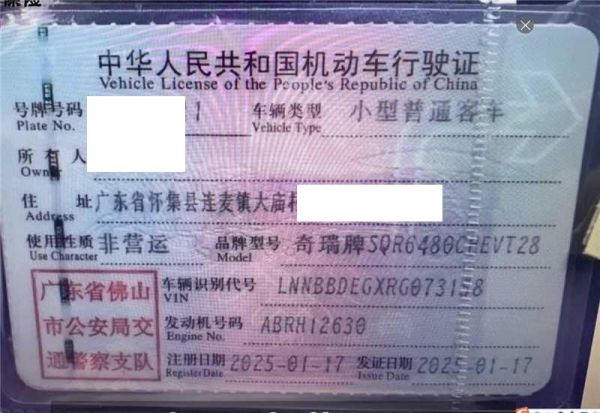 中华人民共和国机动车行驶证
Vehicle License of the People's Republic of China
号牌号码 1 车辆类型 小型普通客车
Plate No. Vehicle Type
所有人
Owner
住址 广东省怀集县连麦镇大庙村
Address
使用性质 非营运 品牌型号 奇瑞牌SQR6480CHEVT28
Use Character Model
广东省佛山
市公安局交
通警察支队
车辆识别代号 LNNBBDEGXRG073158
VIN
发动机号码 ABRH12630
Engine No.
注册日期 2025-01-17 发证日期 2025-01-17
Register Date Issue Date